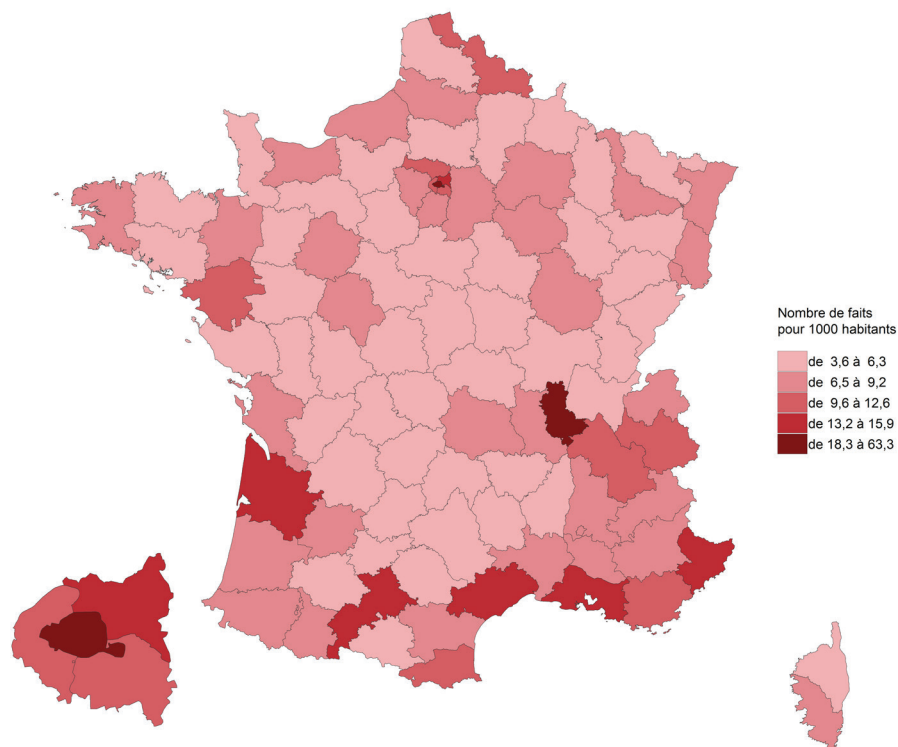 Nombre de faits
pour 1000 habitants
de 3,6 à 6,3
de 6,5 à 9,2
de 9,6 à 12,6
de 13,2 à 15,9
de 18,3 à 63,3